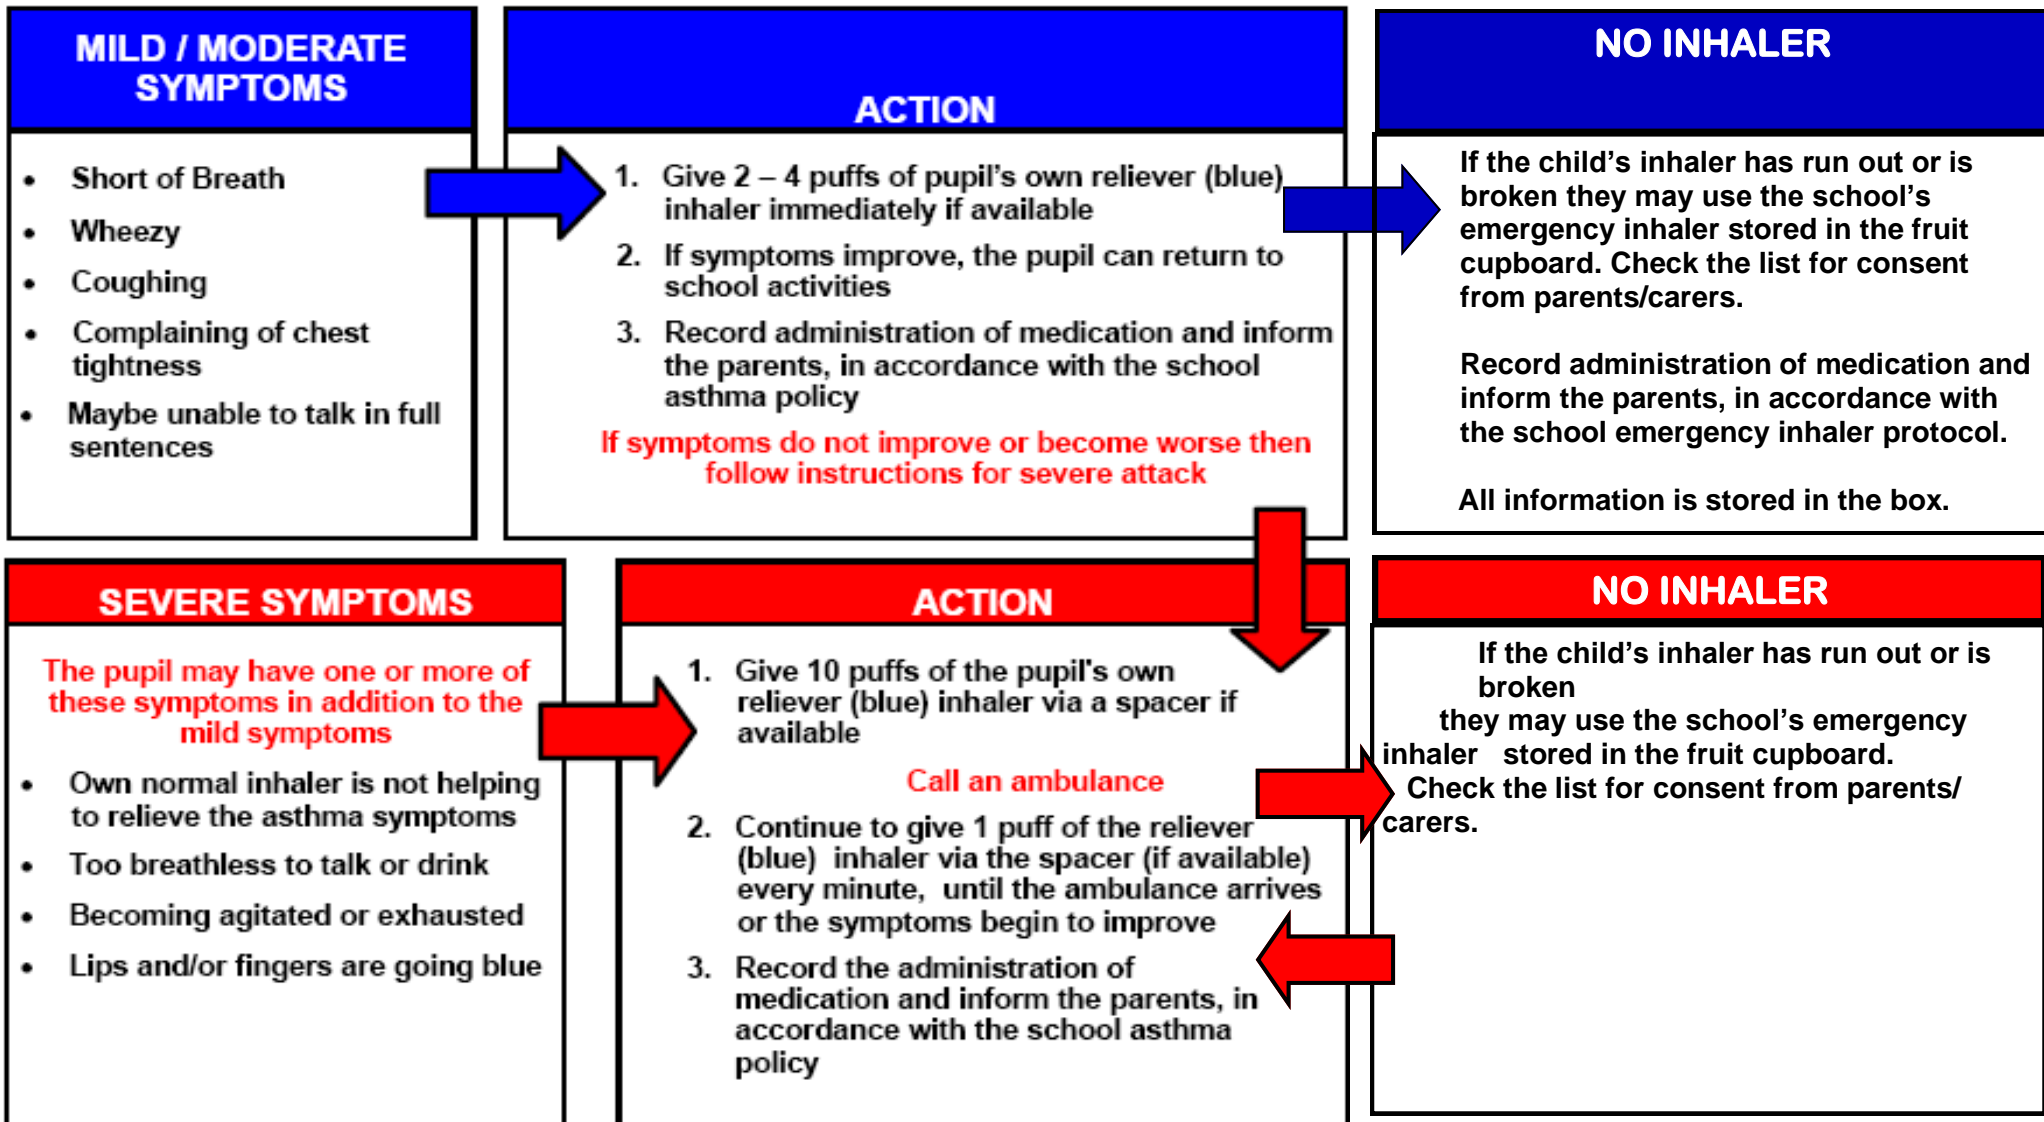 MILD / MODERATE
SYMPTOMS
• Short of Breath
• Wheezy
• Coughing
• Complaining of chest
tightness
• Maybe unable to talk in full
sentences
ACTION
1. Give 2 – 4 puffs of pupil's own reliever (blue)
inhaler immediately if available
2. If symptoms improve, the pupil can return to
school activities
3. Record administration of medication and inform
the parents, in accordance with the school
asthma policy
If symptoms do not improve or become worse then
follow instructions for severe attack
NO INHALER
If the child’s inhaler has run out or is
broken they may use the school’s
emergency inhaler stored in the fruit
cupboard. Check the list for consent
from parents/carers.
Record administration of medication and
inform the parents, in accordance with
the school emergency inhaler protocol.
All information is stored in the box.
SEVERE SYMPTOMS
The pupil may have one or more of
these symptoms in addition to the
mild symptoms
• Own normal inhaler is not helping
to relieve the asthma symptoms
• Too breathless to talk or drink
• Becoming agitated or exhausted
• Lips and/or fingers are going blue
ACTION
1. Give 10 puffs of the pupil's own
reliever (blue) inhaler via a spacer if
available
Call an ambulance
2. Continue to give 1 puff of the reliever
(blue) inhaler via the spacer (if available)
every minute, until the ambulance arrives
or the symptoms begin to improve
3. Record the administration of
medication and inform the parents, in
accordance with the school asthma
policy
NO INHALER
If the child’s inhaler has run out or is
broken
they may use the school’s emergency
inhaler stored in the fruit cupboard.
Check the list for consent from parents/
carers.